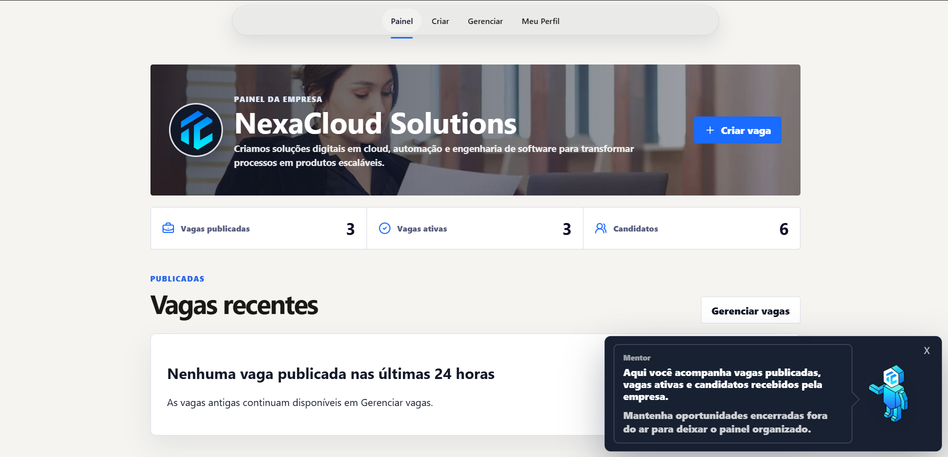 Painel Criar Gerenciar Meu Perfil
PAINEL DA EMPRESA
NexaCloud Solutions
Criamos soluções digitais em cloud, automação e engenharia de software para transformar
processos em produtos escaláveis.
+ Criar vaga
Vagas publicadas 3
Vagas ativas 3
Candidatos 6
PUBLICADAS
Vagas recentes
Gerenciar vagas
Nenhuma vaga publicada nas últimas 24 horas
As vagas antigas continuam disponíveis em Gerenciar vagas.
X
Mentor
Aqui você acompanha vagas publicadas,
vagas ativas e candidatos recebidos pela
empresa.
Mantenha oportunidades encerradas fora
do ar para deixar o painel organizado.